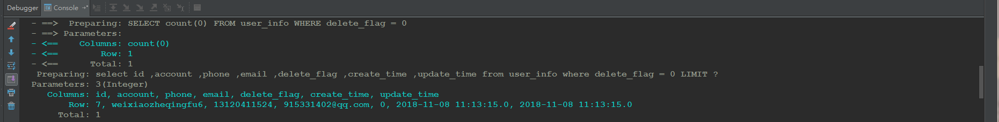 Debugger Console
- ==>  Preparing: SELECT count(0) FROM user_info WHERE delete_flag = 0
- ==> Parameters:
- <==    Columns: count(0)
- <==        Row: 1
- <==      Total: 1
Preparing: select id ,account ,phone ,email ,delete_flag ,create_time ,update_time from user_info where delete_flag = 0 LIMIT ?
Parameters: 3(Integer)
Columns: id, account, phone, email, delete_flag, create_time, update_time
Row: 7, weixiaozheqingfu6, 13120411524, 915331402@qq.com, 0, 2018-11-08 11:13:15.0, 2018-11-08 11:13:15.0
Total: 1